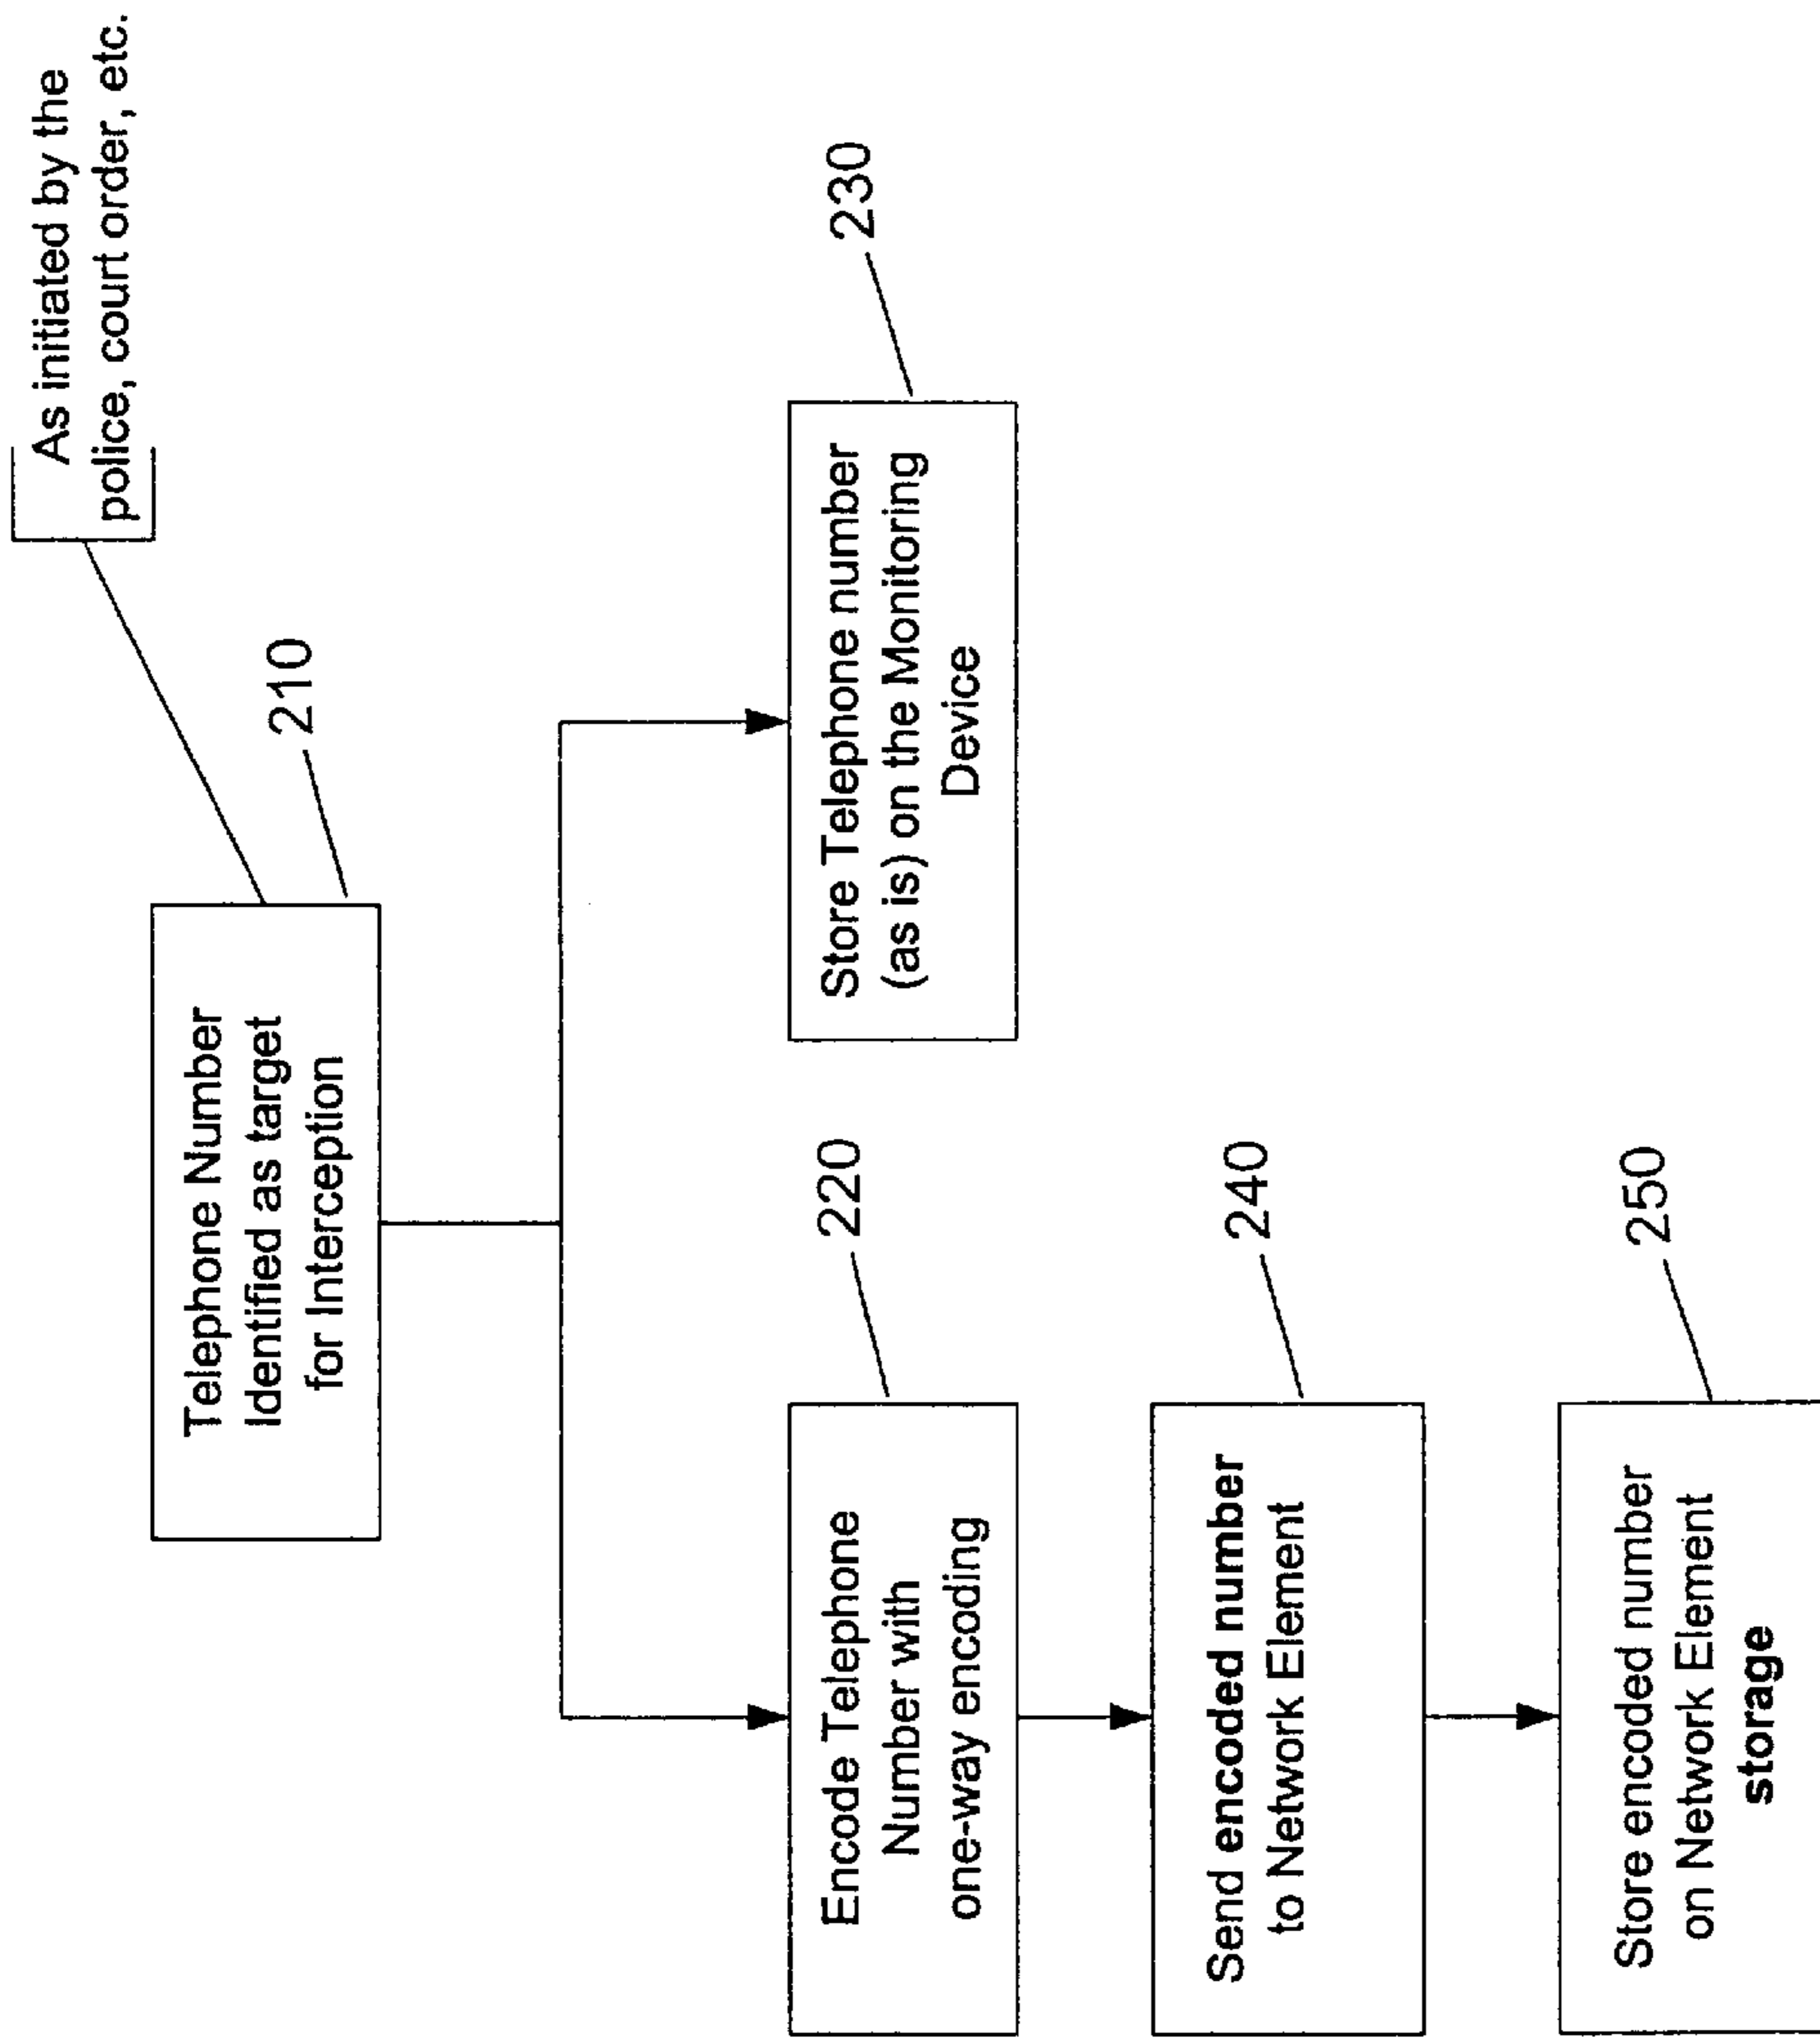 As initiated by the
police, court order, etc.
210
Telephone Number
Identified as target
for Interception
220
Encode Telephone
Number with
one-way encoding
230
Store Telephone number
(as is) on the Monitoring
Device
240
Send encoded number
to Network Element
250
Store encoded number
on Network Element
storage